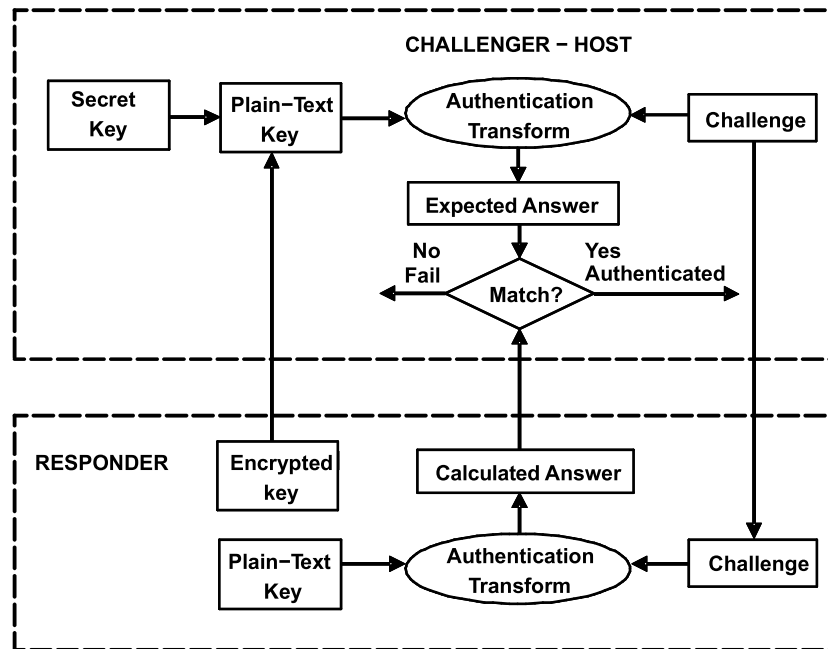 CHALLENGER – HOST
Secret
Key
Plain–Text
Key
Authentication
Transform
Challenge
Expected Answer
No
Fail
Yes
Authenticated
Match?
RESPONDER
Encrypted
key
Calculated Answer
Plain–Text
Key
Authentication
Transform
Challenge